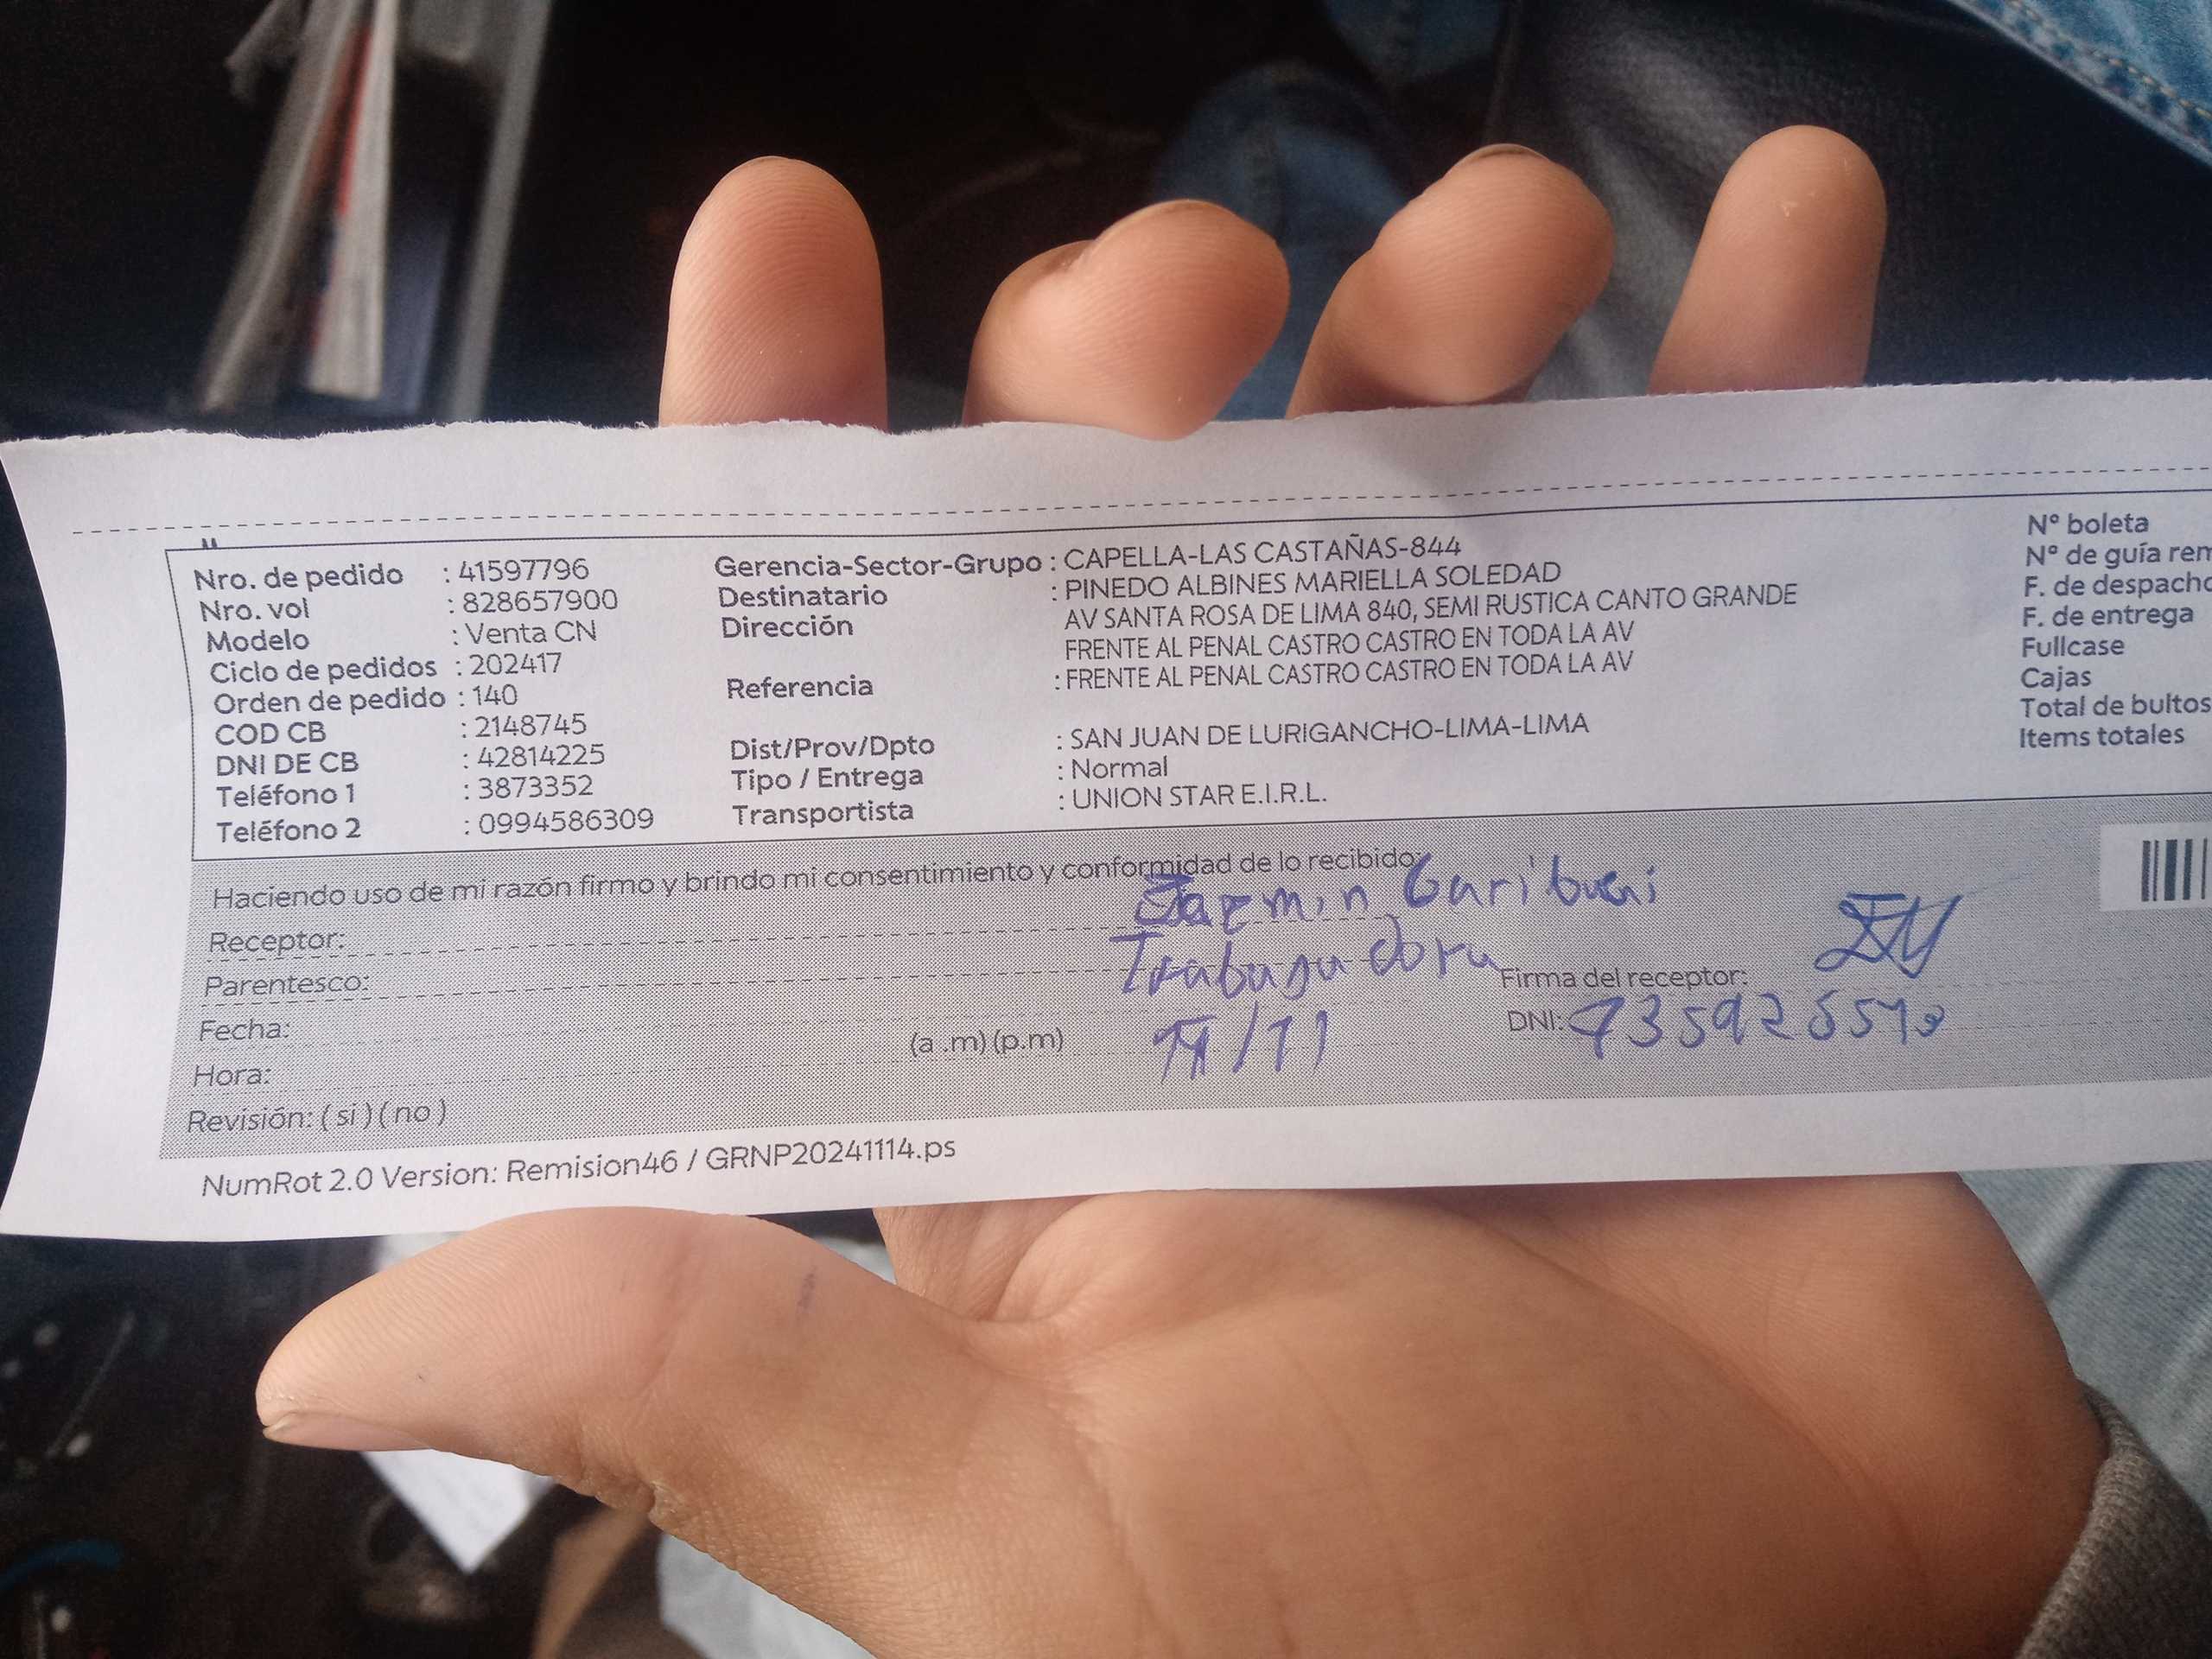 Nro. de pedido : 41597796
Nro. vol : 828657900
Modelo : Venta CN
Ciclo de pedidos : 202417
Orden de pedido : 140
COD CB : 2148745
DNI DE CB : 42814225
Teléfono 1 : 3873352
Teléfono 2 : 0994586309
Gerencia-Sector-Grupo : CAPELLA-LAS CASTAÑAS-844
Destinatario : PINEDO ALBINES MARIELLA SOLEDAD
Dirección AV SANTA ROSA DE LIMA 840, SEMI RUSTICA CANTO GRANDE
FRENTE AL PENAL CASTRO CASTRO EN TODA LA AV
Referencia : FRENTE AL PENAL CASTRO CASTRO EN TODA LA AV
Dist/Prov/Dpto : SAN JUAN DE LURIGANCHO-LIMA-LIMA
Tipo / Entrega : Normal
Transportista : UNION STAR E.I.R.L.
N° boleta
N° de guía rem
F. de despacho
F. de entrega
Fullcase
Cajas
Total de bultos
Items totales
Haciendo uso de mi razón firmo y brindo mi consentimiento y conformidad de lo recibido:
Receptor: Jazmin
Parentesco: Trabagadora
Firma del receptor:
Fecha: 11/11
DNI:
Hora: (a .m) (p.m)
Revisión: ( si ) ( no )
NumRot 2.0 Version: Remision46 / GRNP20241114.ps